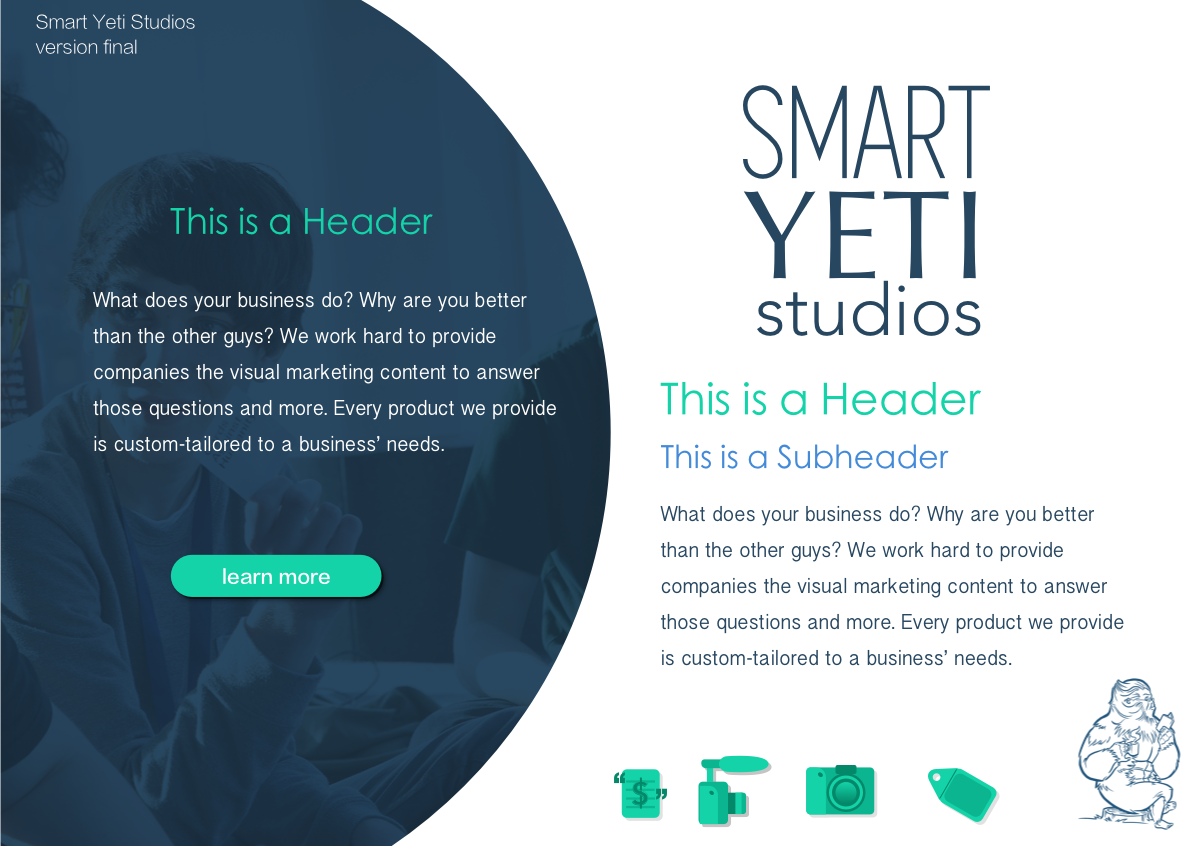 Smart Yeti Studios
version final
This is a Header
What does your business do? Why are you better
than the other guys? We work hard to provide
companies the visual marketing content to answer
those questions and more. Every product we provide
is custom-tailored to a business’ needs.
learn more
SMART
YETI
studios
This is a Header
This is a Subheader
What does your business do? Why are you better
than the other guys? We work hard to provide
companies the visual marketing content to answer
those questions and more. Every product we provide
is custom-tailored to a business’ needs.
“$”